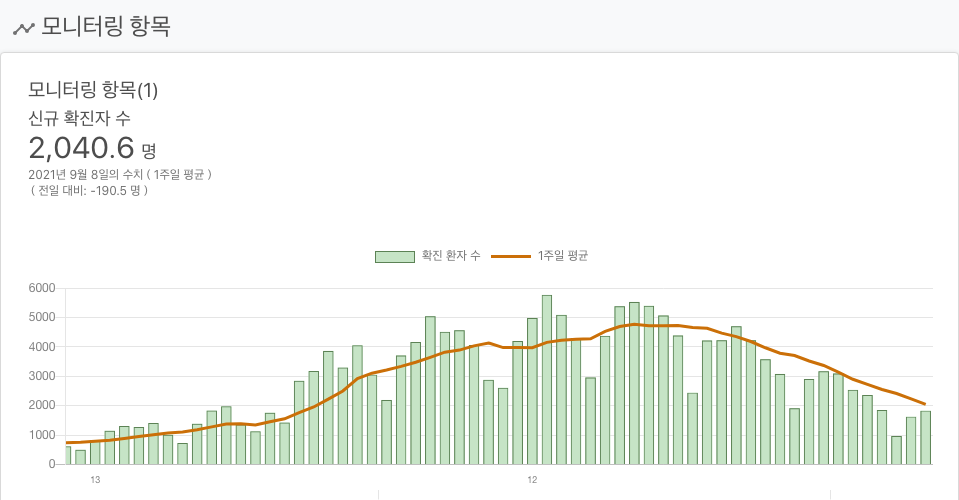 모니터링 항목
모니터링 항목(1)
신규 확진자 수
2,040.6 명
2021년 9월 8일의 수치 ( 1주일 평균 )
( 전일 대비: -190.5 명 )
확진 환자 수 1주일 평균
6000
5000
4000
3000
2000
1000
0
13 12